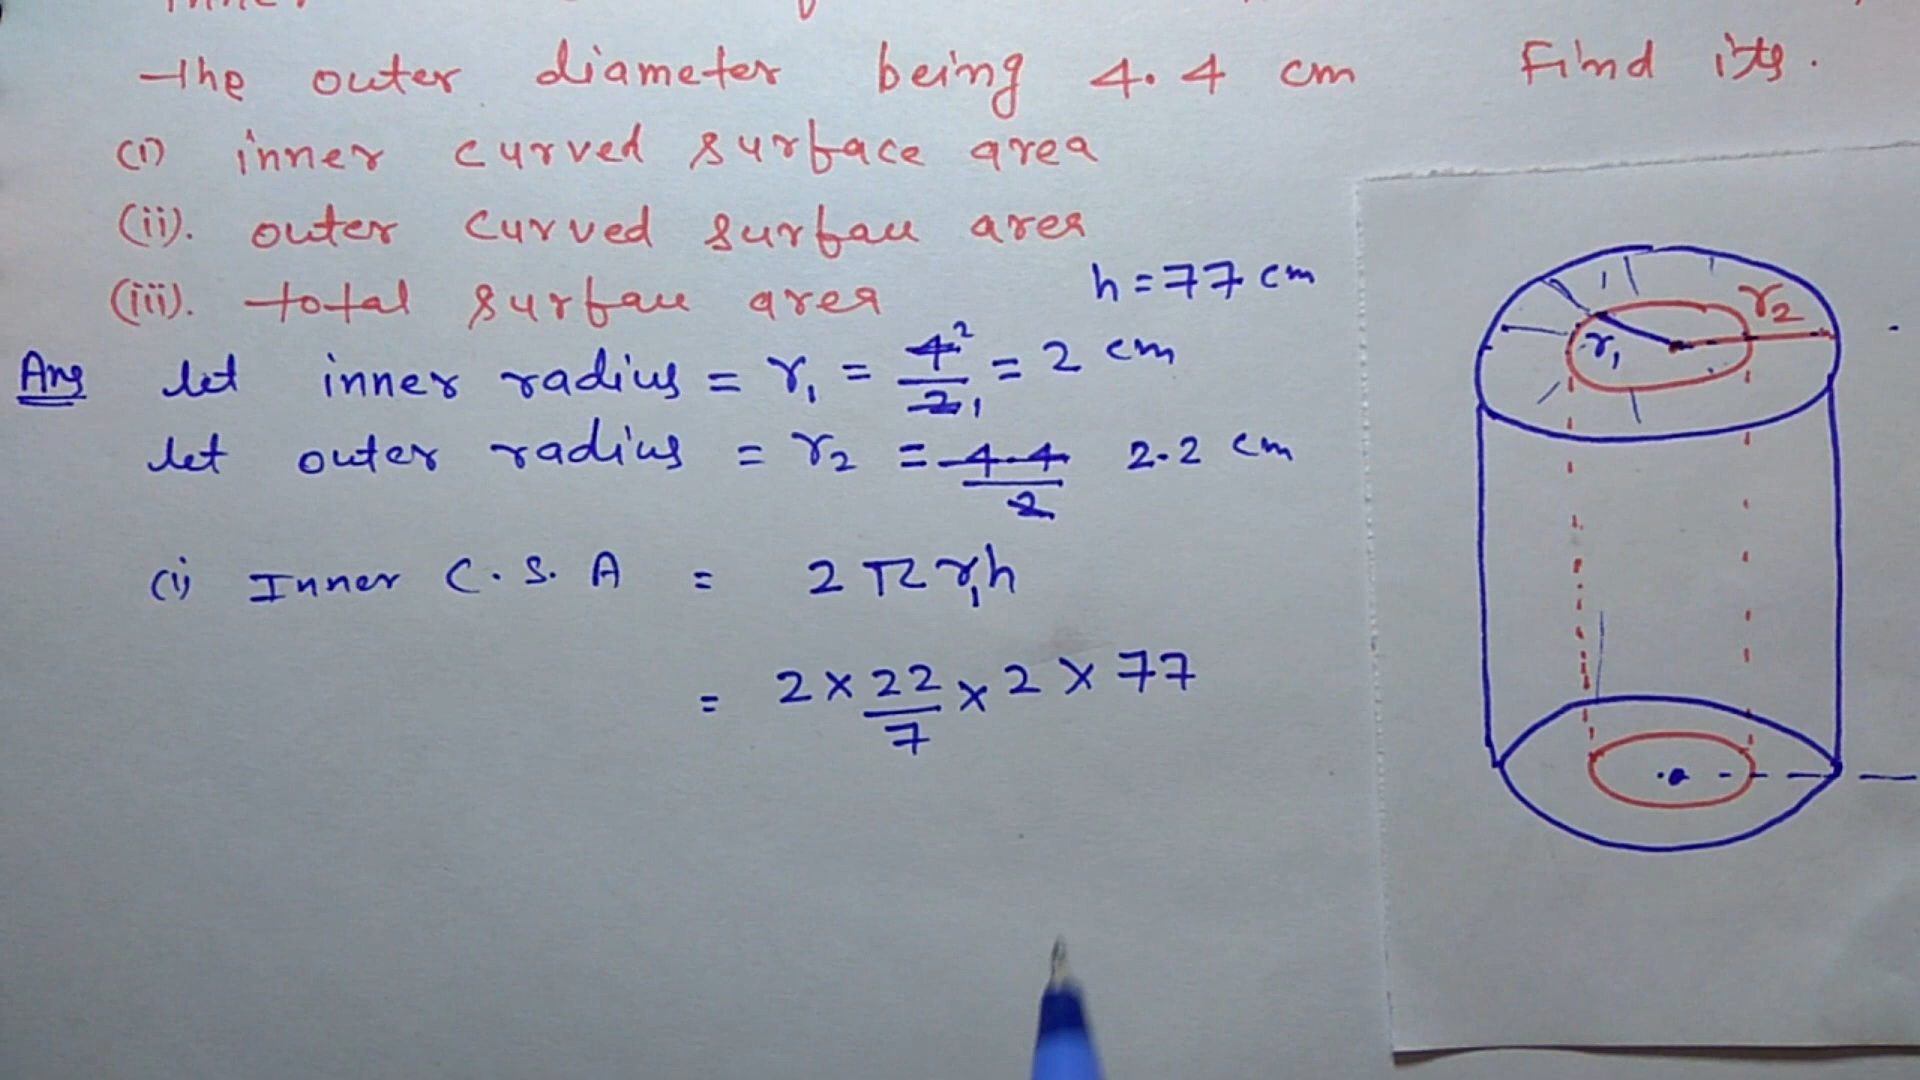 the outer diameter being 4.4 cm Find its.
(i) inner curved surface area
(ii). outer curved surface area
(iii). total surface area
h = 77 cm
Ans let inner radius = r₁ = 4²/2₁ = 2 cm
let outer radius = r₂ = 4.4/2 2.2 cm
(i) Inner C.S.A = 2πr₁h
= 2 × 22/7 × 2 × 77
r₂
r₁